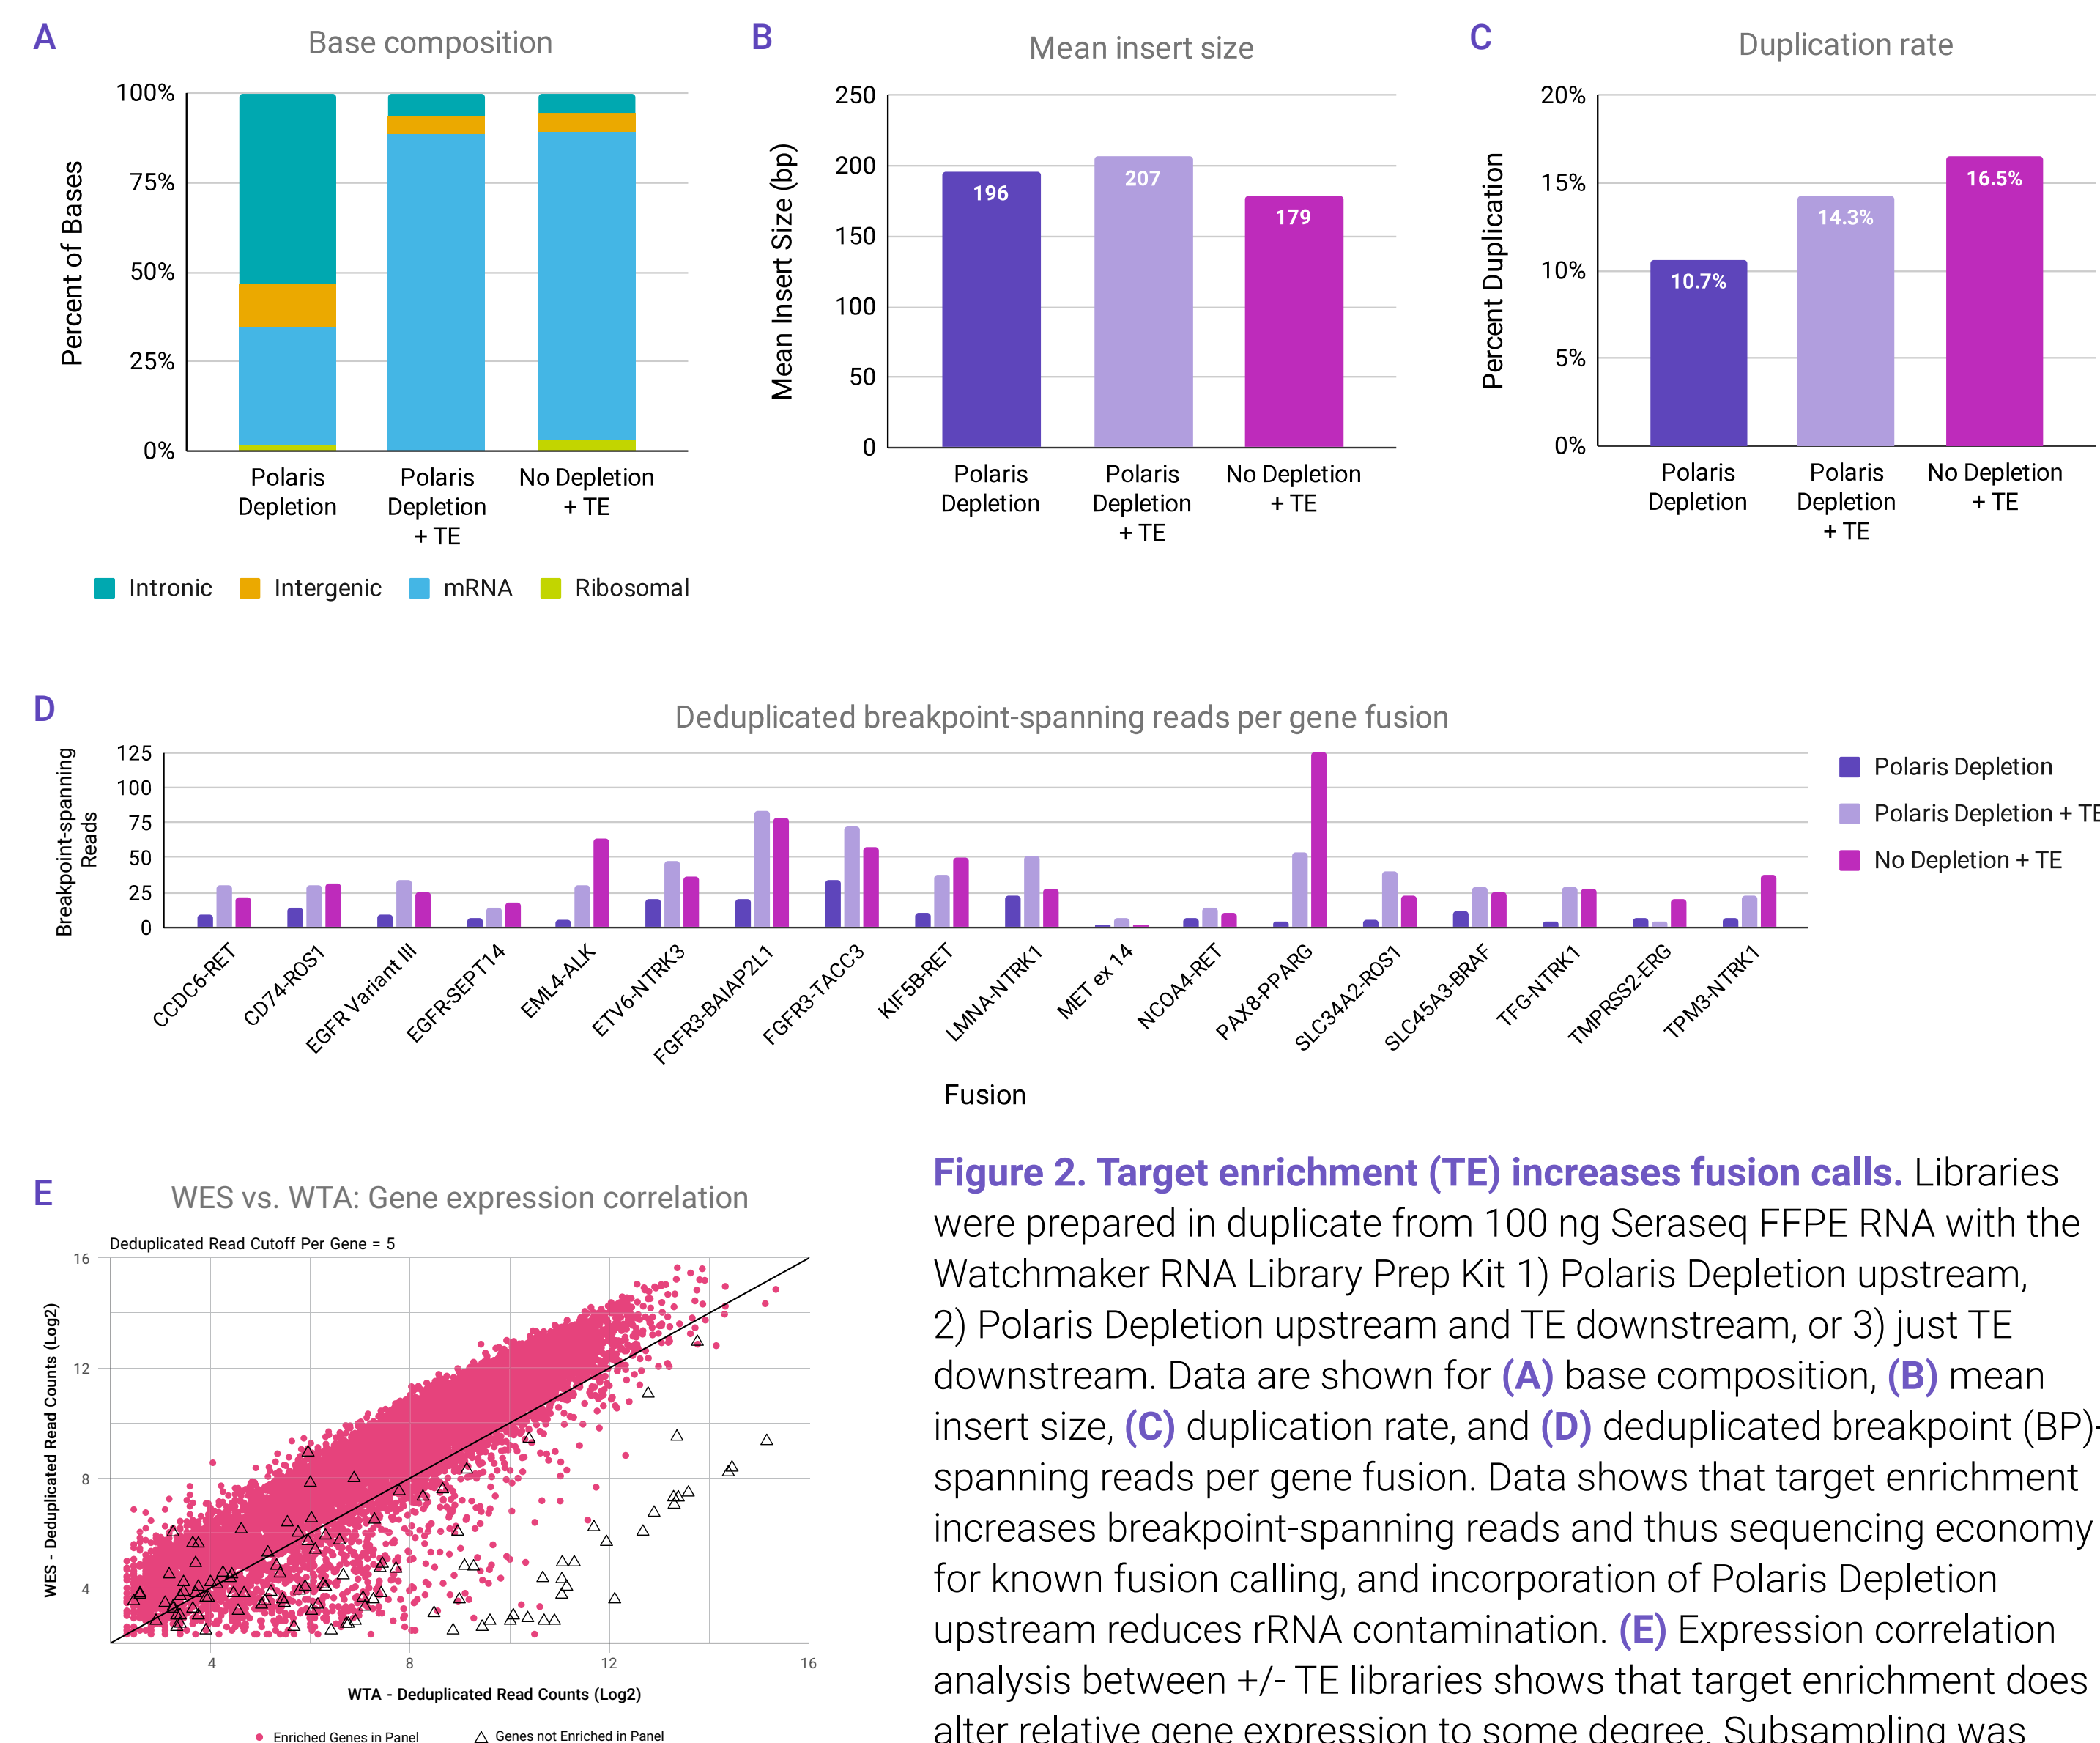 A
Base composition
Percent of Bases
100%
75%
50%
25%
0%
Polaris
Depletion
Polaris
Depletion
+ TE
No Depletion
+ TE
Intronic
Intergenic
mRNA
Ribosomal
B
Mean insert size
Mean Insert Size (bp)
250
200
150
100
50
0
196
207
179
Polaris
Depletion
Polaris
Depletion
+ TE
No Depletion
+ TE
C
Duplication rate
Percent Duplication
20%
15%
10%
5%
0%
10.7%
14.3%
16.5%
Polaris
Depletion
Polaris
Depletion
+ TE
No Depletion
+ TE
D
Deduplicated breakpoint-spanning reads per gene fusion
Breakpoint-spanning
Reads
125
100
75
50
25
0
CCDC6-RET
CD74-ROS1
EGFR Variant III
EGFR-SEPT14
EML4-ALK
ETV6-NTRK3
FGFR3-BAIAP2L1
FGFR3-TACC3
KIF5B-RET
LMNA-NTRK1
MET ex 14
NCOA4-RET
PAX8-PPARG
SLC34A2-ROS1
SLC45A3-BRAF
TFG-NTRK1
TMPRSS2-ERG
TPM3-NTRK1
Fusion
Polaris Depletion
Polaris Depletion + TE
No Depletion + TE
E
WES vs. WTA: Gene expression correlation
Deduplicated Read Cutoff Per Gene = 5
WES - Deduplicated Read Counts (Log2)
16
12
8
4
4
8
12
16
WTA - Deduplicated Read Counts (Log2)
Enriched Genes in Panel
Genes not Enriched in Panel
Figure 2. Target enrichment (TE) increases fusion calls. Libraries
were prepared in duplicate from 100 ng Seraseq FFPE RNA with the
Watchmaker RNA Library Prep Kit 1) Polaris Depletion upstream,
2) Polaris Depletion upstream and TE downstream, or 3) just TE
downstream. Data are shown for (A) base composition, (B) mean
insert size, (C) duplication rate, and (D) deduplicated breakpoint (BP)-
spanning reads per gene fusion. Data shows that target enrichment
increases breakpoint-spanning reads and thus sequencing economy
for known fusion calling, and incorporation of Polaris Depletion
upstream reduces rRNA contamination. (E) Expression correlation
analysis between +/- TE libraries shows that target enrichment does
alter relative gene expression to some degree. Subsampling was